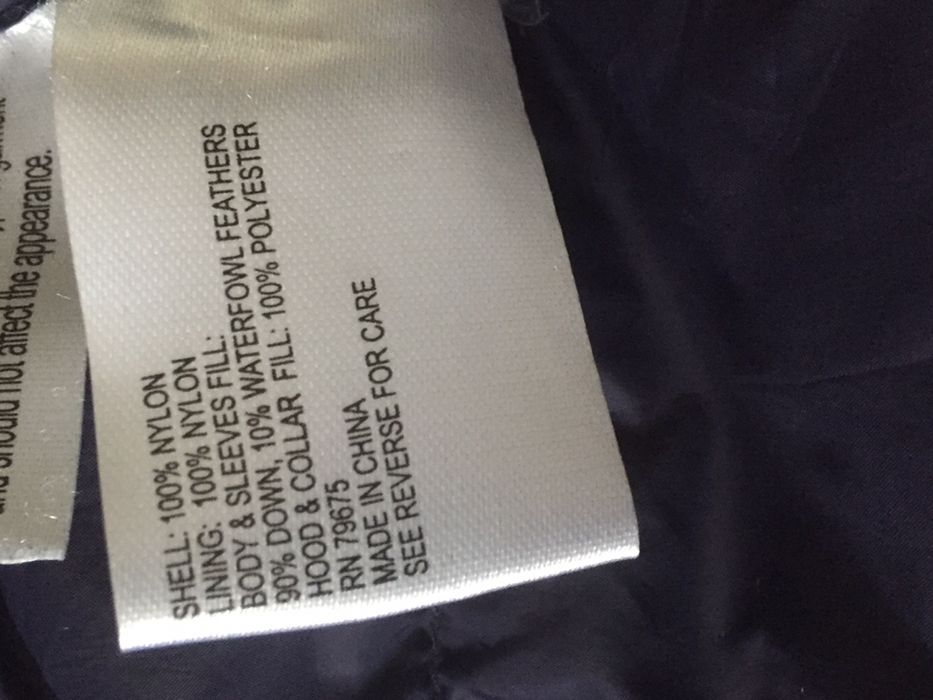 and should not affect the appearance.
SHELL: 100% NYLON
LINING: 100% NYLON
BODY & SLEEVES FILL:
90% DOWN, 10% WATERFOWL FEATHERS
HOOD & COLLAR FILL: 100% POLYESTER
RN 79675
MADE IN CHINA
SEE REVERSE FOR CARE